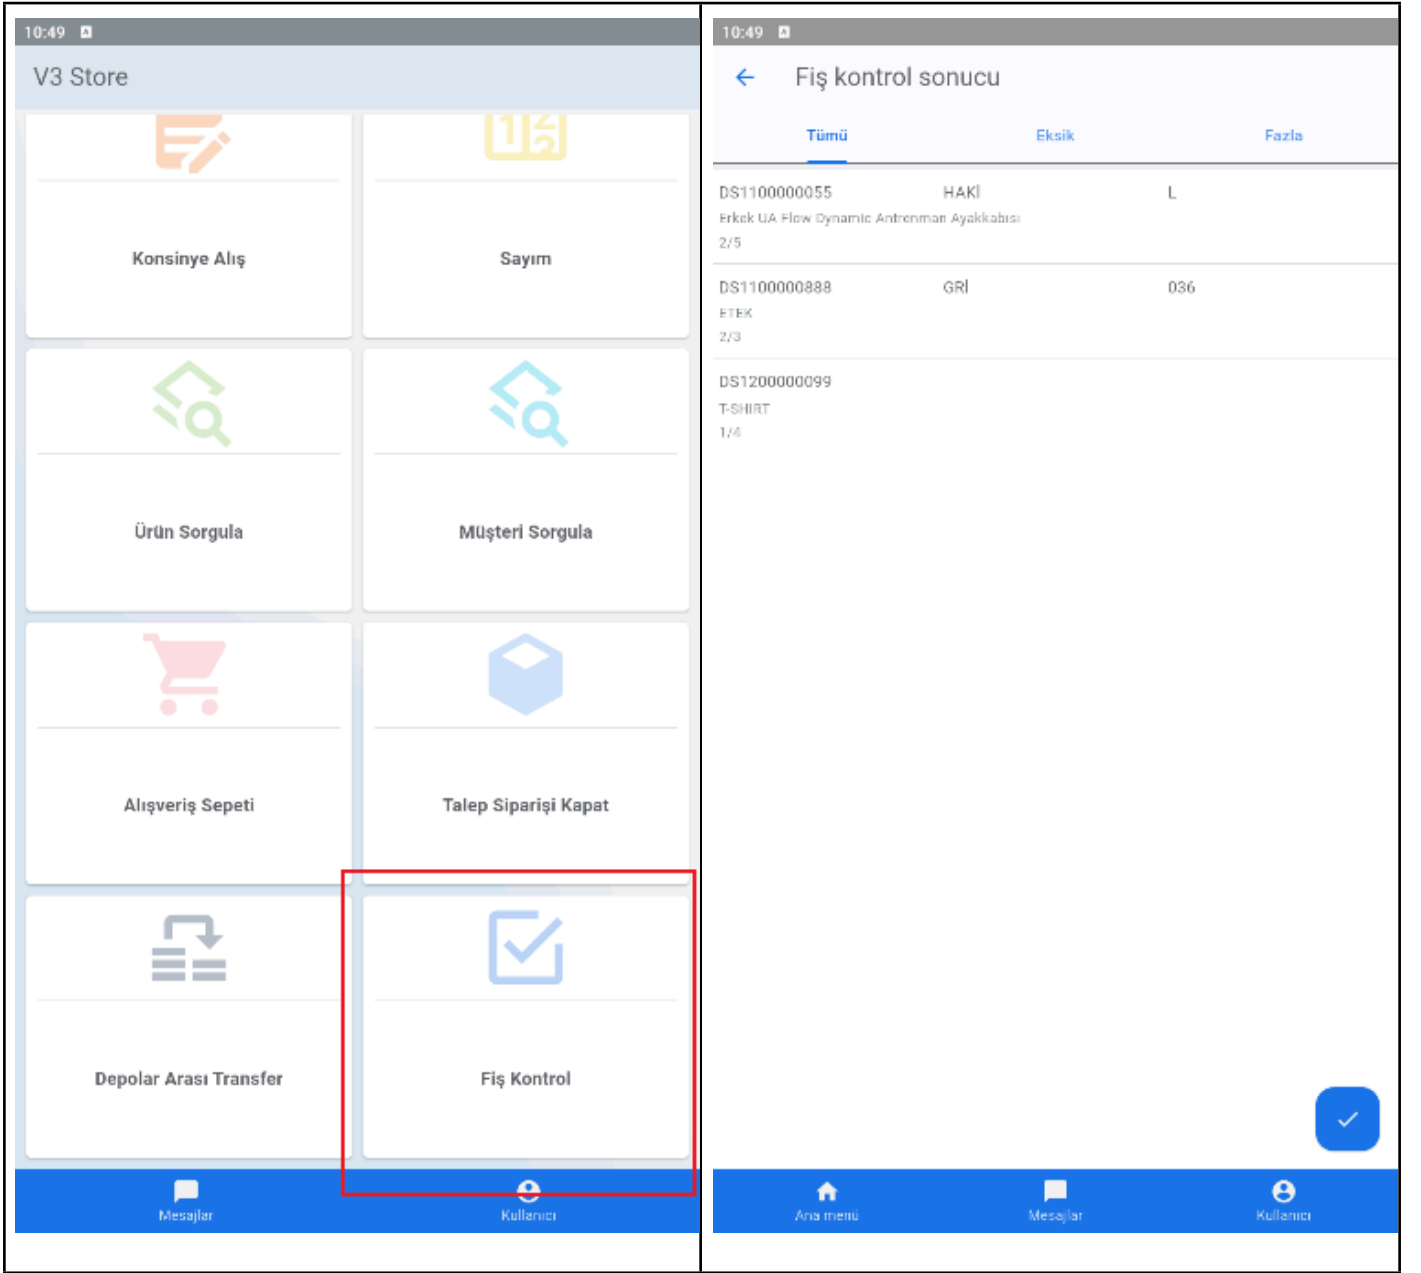 10:49
V3 Store
Konsinye Alış
Sayım
Ürün Sorgula
Müşteri Sorgula
Alışveriş Sepeti
Talep Siparişi Kapat
Depolar Arası Transfer
Fiş Kontrol
Mesajlar
Kullanıcı
10:49
Fiş kontrol sonucu
Tümü
Eksik
Fazla
DS1100000055 HAKİ L
Erkek UA Flow Dynamic Antrenman Ayakkabısı
2/5
DS1100000888 GRİ 036
ETEK
2/3
DS1200000099
T-SHIRT
1/4
Ana menü
Mesajlar
Kullanıcı